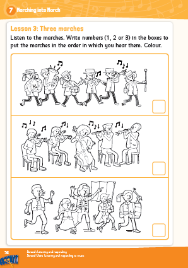 7 Marching into March
Lesson 3: Three marches
Listen to the marches. Write numbers (1, 2 or 3) in the boxes to
put the marches in the order in which you hear them. Colour.